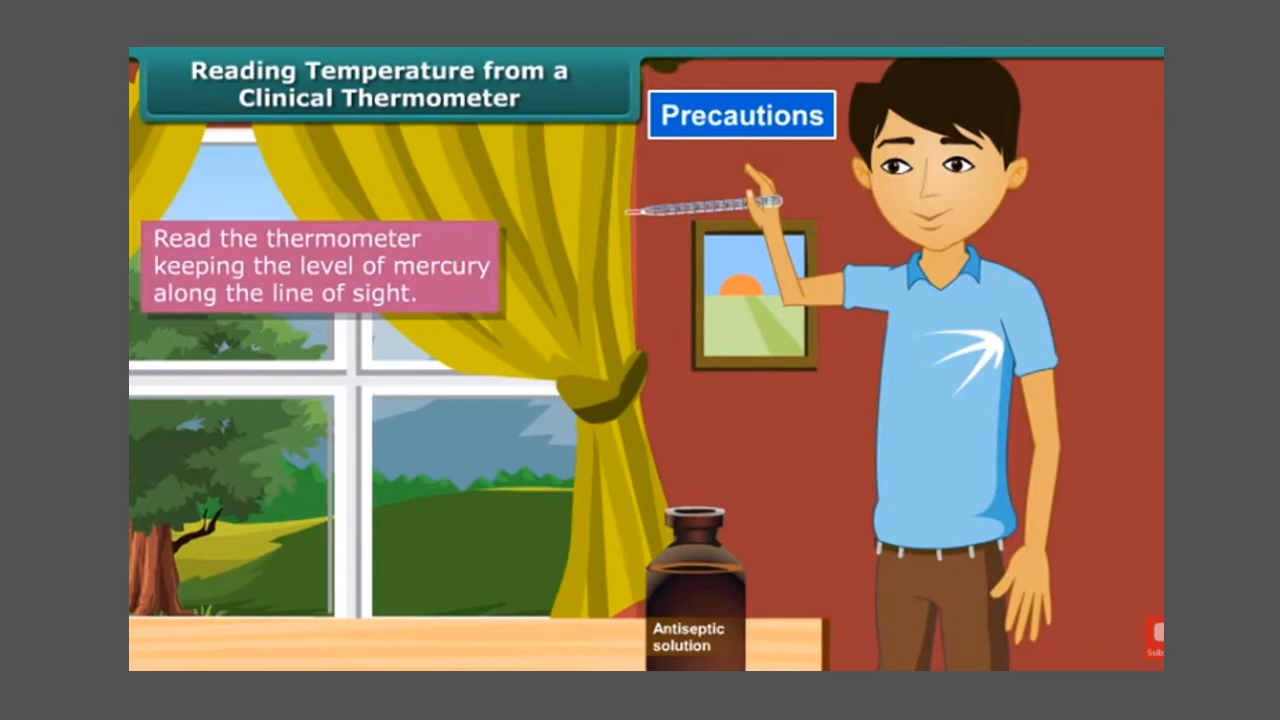 Reading Temperature from a
Clinical Thermometer
Precautions
Read the thermometer
keeping the level of mercury
along the line of sight.
Antiseptic
solution